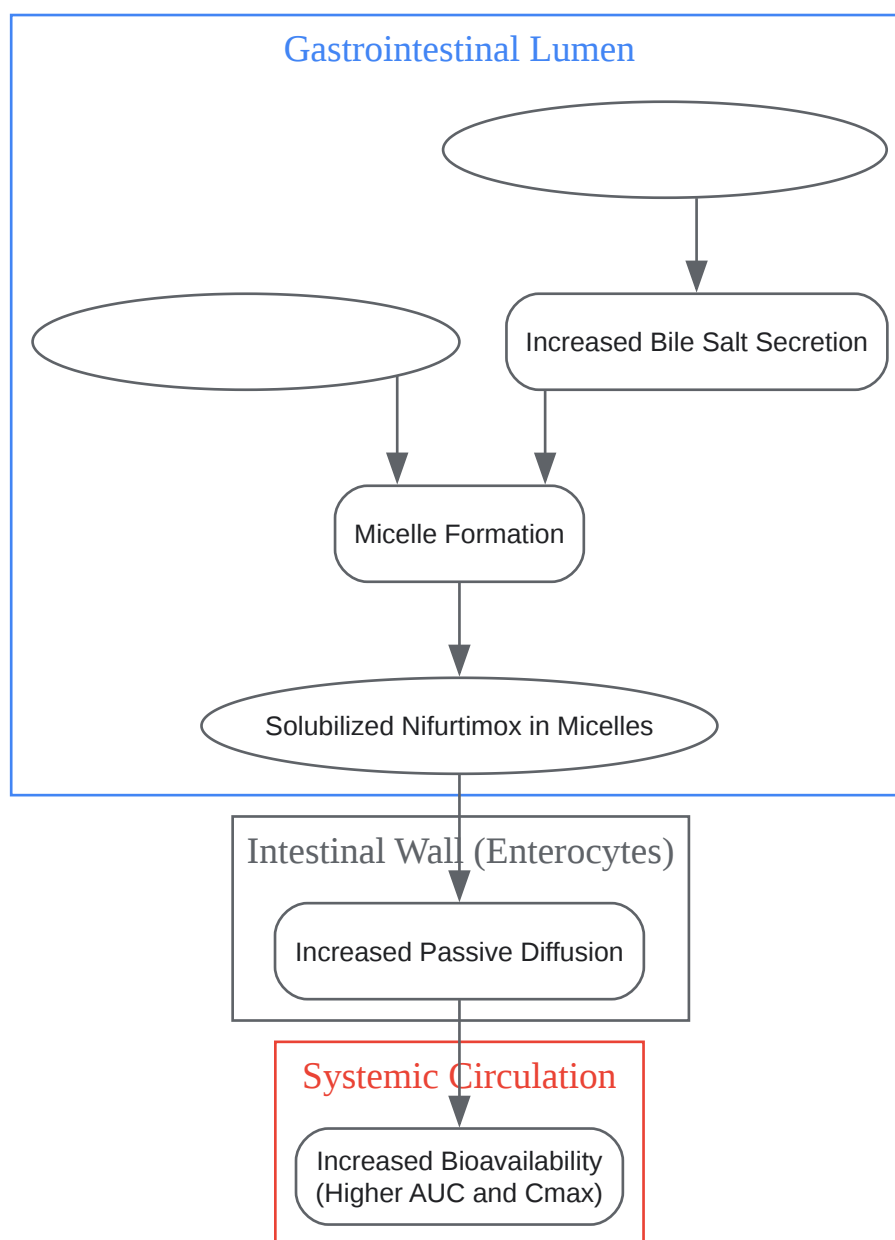 Gastrointestinal Lumen
Increased Bile Salt Secretion
Micelle Formation
Solubilized Nifurtimox in Micelles
Intestinal Wall (Enterocytes)
Increased Passive Diffusion
Systemic Circulation
Increased Bioavailability
(Higher AUC and Cmax)